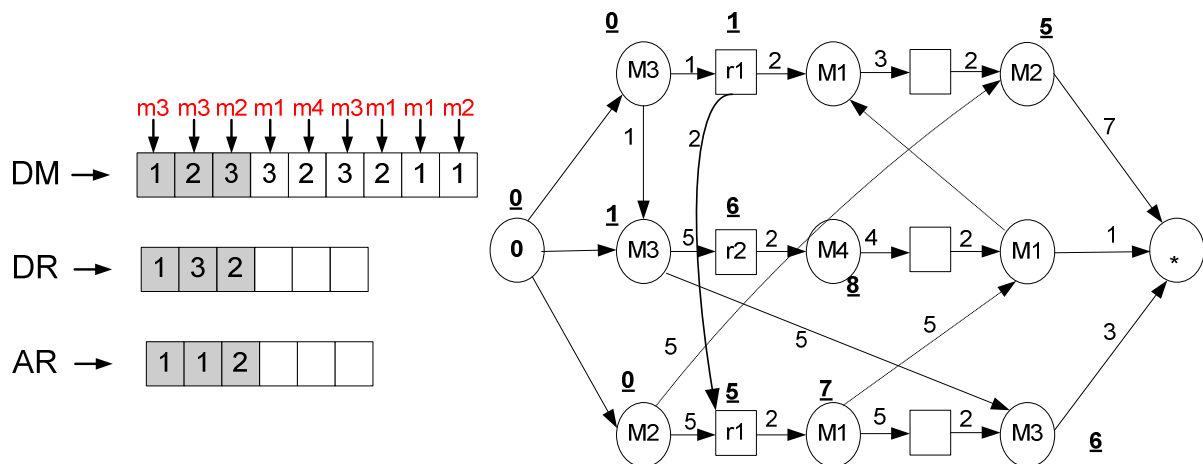 m3 m3 m2 m1 m4 m3 m1 m1 m2
DM 1 2 3 3 2 3 2 1 1
DR 1 3 2
AR 1 1 2
0 1 5
M3 1 r1 2 M1 3 2 M2
1 2 7
0 1 6
0 M3 5 r2 2 M4 4 2 M1 1 *
8
5 5 5 3
0 5 7
M2 5 r1 2 M1 5 2 M3 6